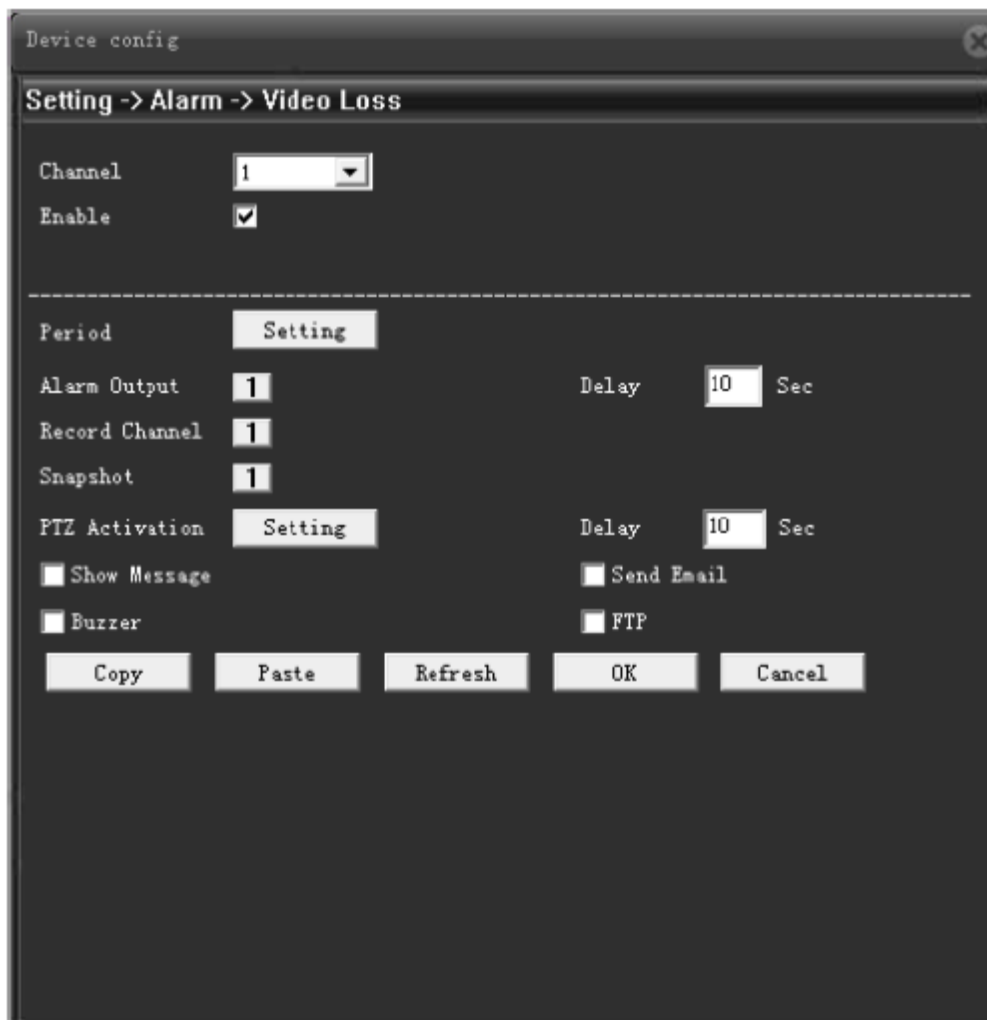 Device config
Setting -> Alarm -> Video Loss
Channel 1
Enable
Period Setting
Alarm Output 1 Delay 10 Sec
Record Channel 1
Snapshot 1
PTZ Activation Setting Delay 10 Sec
Show Message Send Email
Buzzer FTP
Copy Paste Refresh OK Cancel